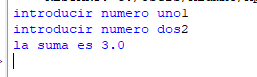 introducir numero uno1
introducir numero dos2
la suma es 3.0